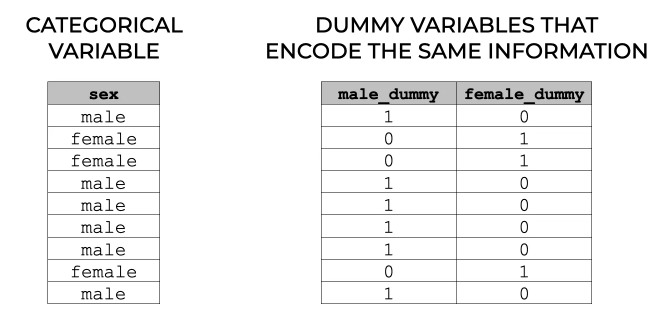 CATEGORICAL
VARIABLE
sex
male
female
female
male
male
male
male
female
male
DUMMY VARIABLES THAT
ENCODE THE SAME INFORMATION
male_dummy female_dummy
1 0
0 1
0 1
1 0
1 0
1 0
1 0
0 1
1 0